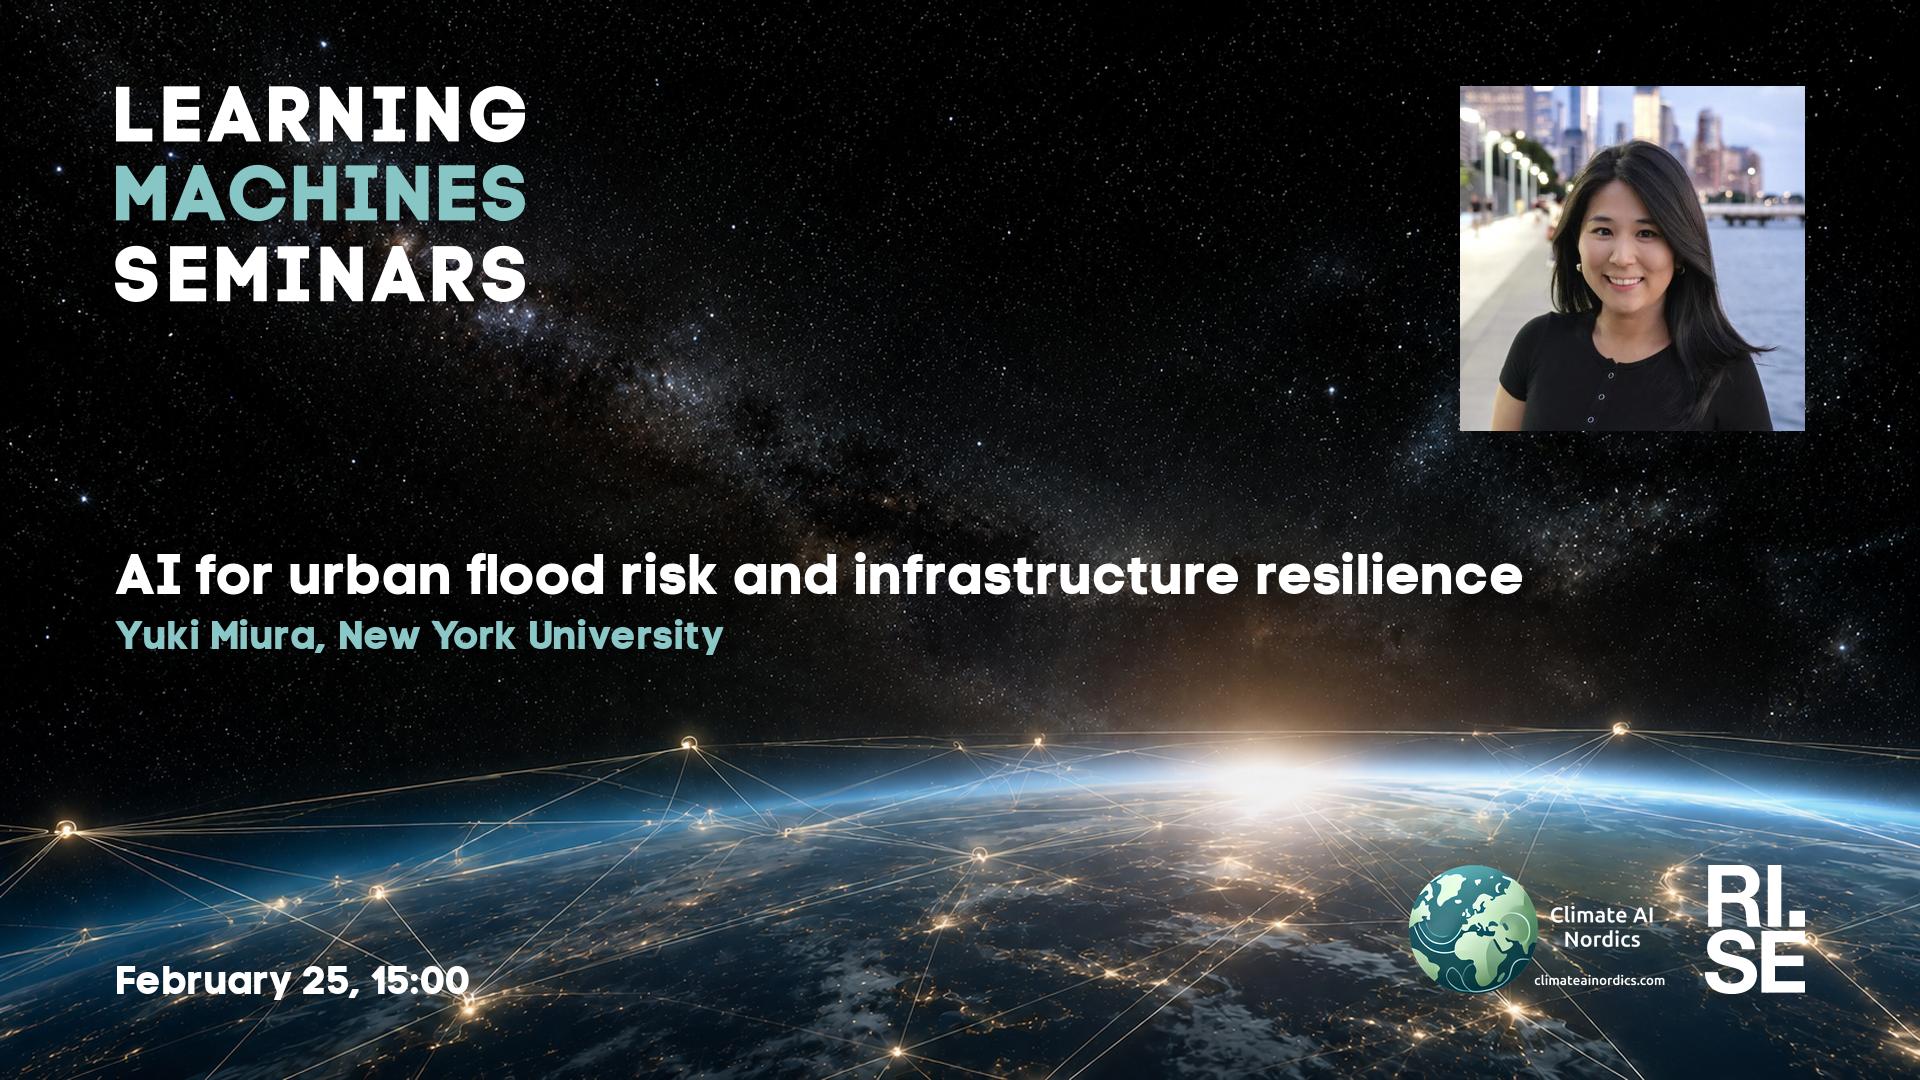 LEARNING
MACHINES
SEMINARS
AI for urban flood risk and infrastructure resilience
Yuki Miura, New York University
February 25, 15:00
Climate AI
Nordics
climateainordics.com
RI.
SE